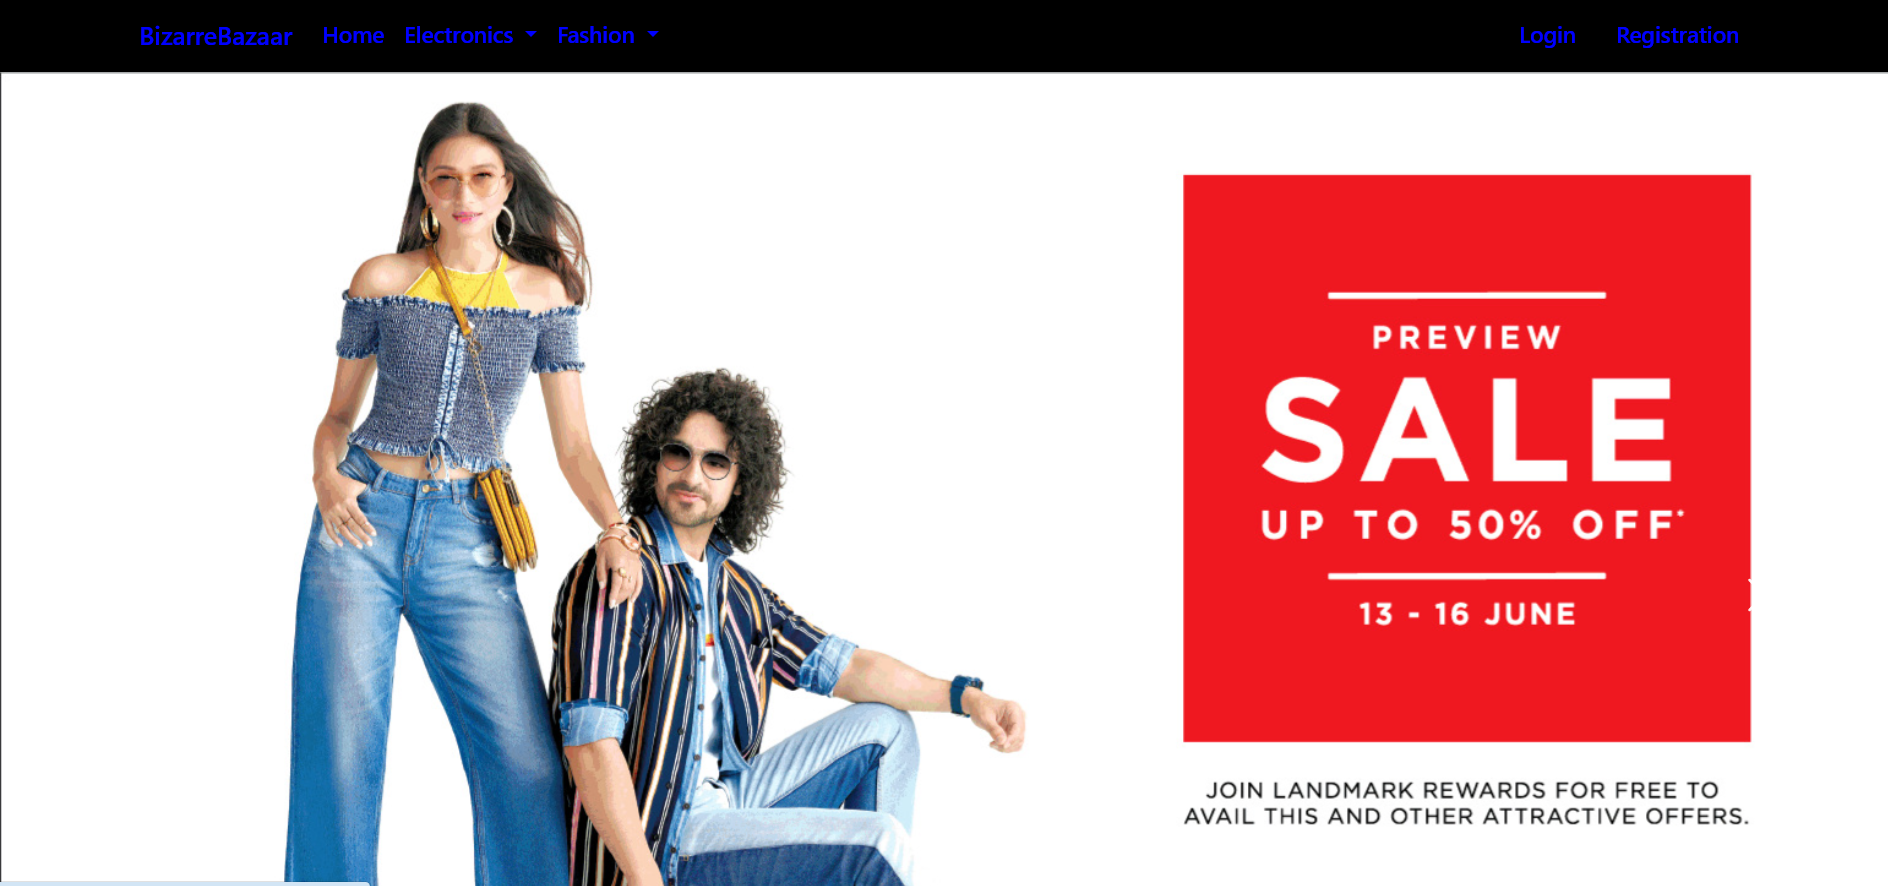 BizarreBazaar Home Electronics Fashion Login Registration
PREVIEW
SALE
UP TO 50% OFF*
13 - 16 JUNE
JOIN LANDMARK REWARDS FOR FREE TO
AVAIL THIS AND OTHER ATTRACTIVE OFFERS.